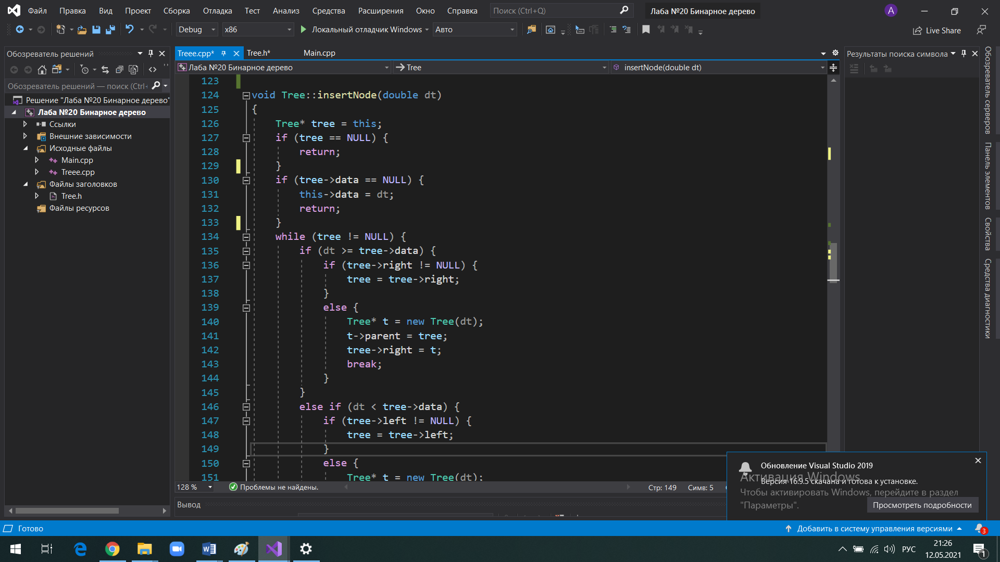 Файл Правка Вид Проект Сборка Отладка Тест Анализ Средства Расширения Окно Справка Поиск (Ctrl+Q) Лаба №20 Бинарное дерево A
Debug x86 Локальный отладчик Windows Авто Live Share
Обозреватель решений
Обозреватель решений — поиск (Ctrl+
Решение "Лаба №20 Бинарное дерево"
Лаба №20 Бинарное дерево
Ссылки
Внешние зависимости
Исходные файлы
Main.cpp
Treee.cpp
Файлы заголовков
Tree.h
Файлы ресурсов
Treee.cpp* Tree.h* Main.cpp
Лаба №20 Бинарное дерево Tree insertNode(double dt)
123
124 void Tree::insertNode(double dt)
125 {
126 Tree* tree = this;
127 if (tree == NULL) {
128 return;
129 }
130 if (tree->data == NULL) {
131 this->data = dt;
132 return;
133 }
134 while (tree != NULL) {
135 if (dt >= tree->data) {
136 if (tree->right != NULL) {
137 tree = tree->right;
138 }
139 else {
140 Tree* t = new Tree(dt);
141 t->parent = tree;
142 tree->right = t;
143 break;
144 }
145 }
146 else if (dt < tree->data) {
147 if (tree->left != NULL) {
148 tree = tree->left;
149 }
150 else {
151 Tree* t = new Tree(dt);
128 % Проблемы не найдены. Стр: 149 Симв: 5
Вывод
Результаты поиска символа
Обозреватель серверов
Панель элементов
Свойства
Средства диагностики
Обновление Visual Studio 2019
Версия 16.9.5 скачана и готова к установке.
Просмотреть подробности
Активация Windows
Чтобы активировать Windows, перейдите в раздел
"Параметры".
Готово Добавить в систему управления версиями 3
РУС 21:26
12.05.2021
1